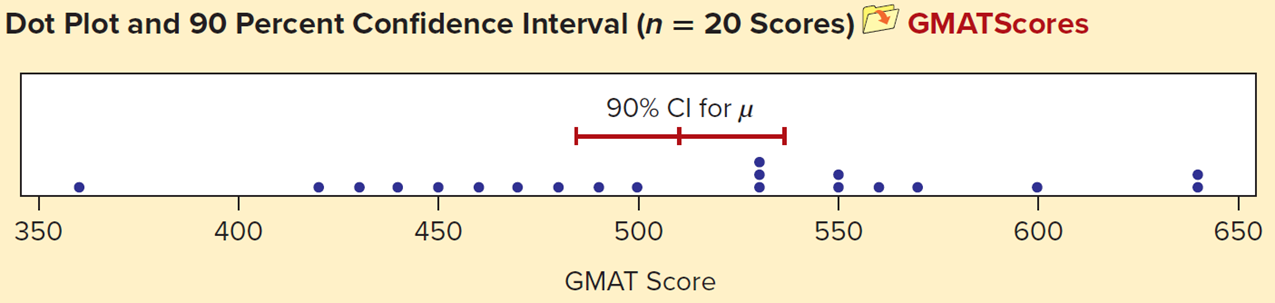 Dot Plot and 90 Percent Confidence Interval (n = 20 Scores) GMATScores
90% CI for μ
350 400 450 500 550 600 650
GMAT Score